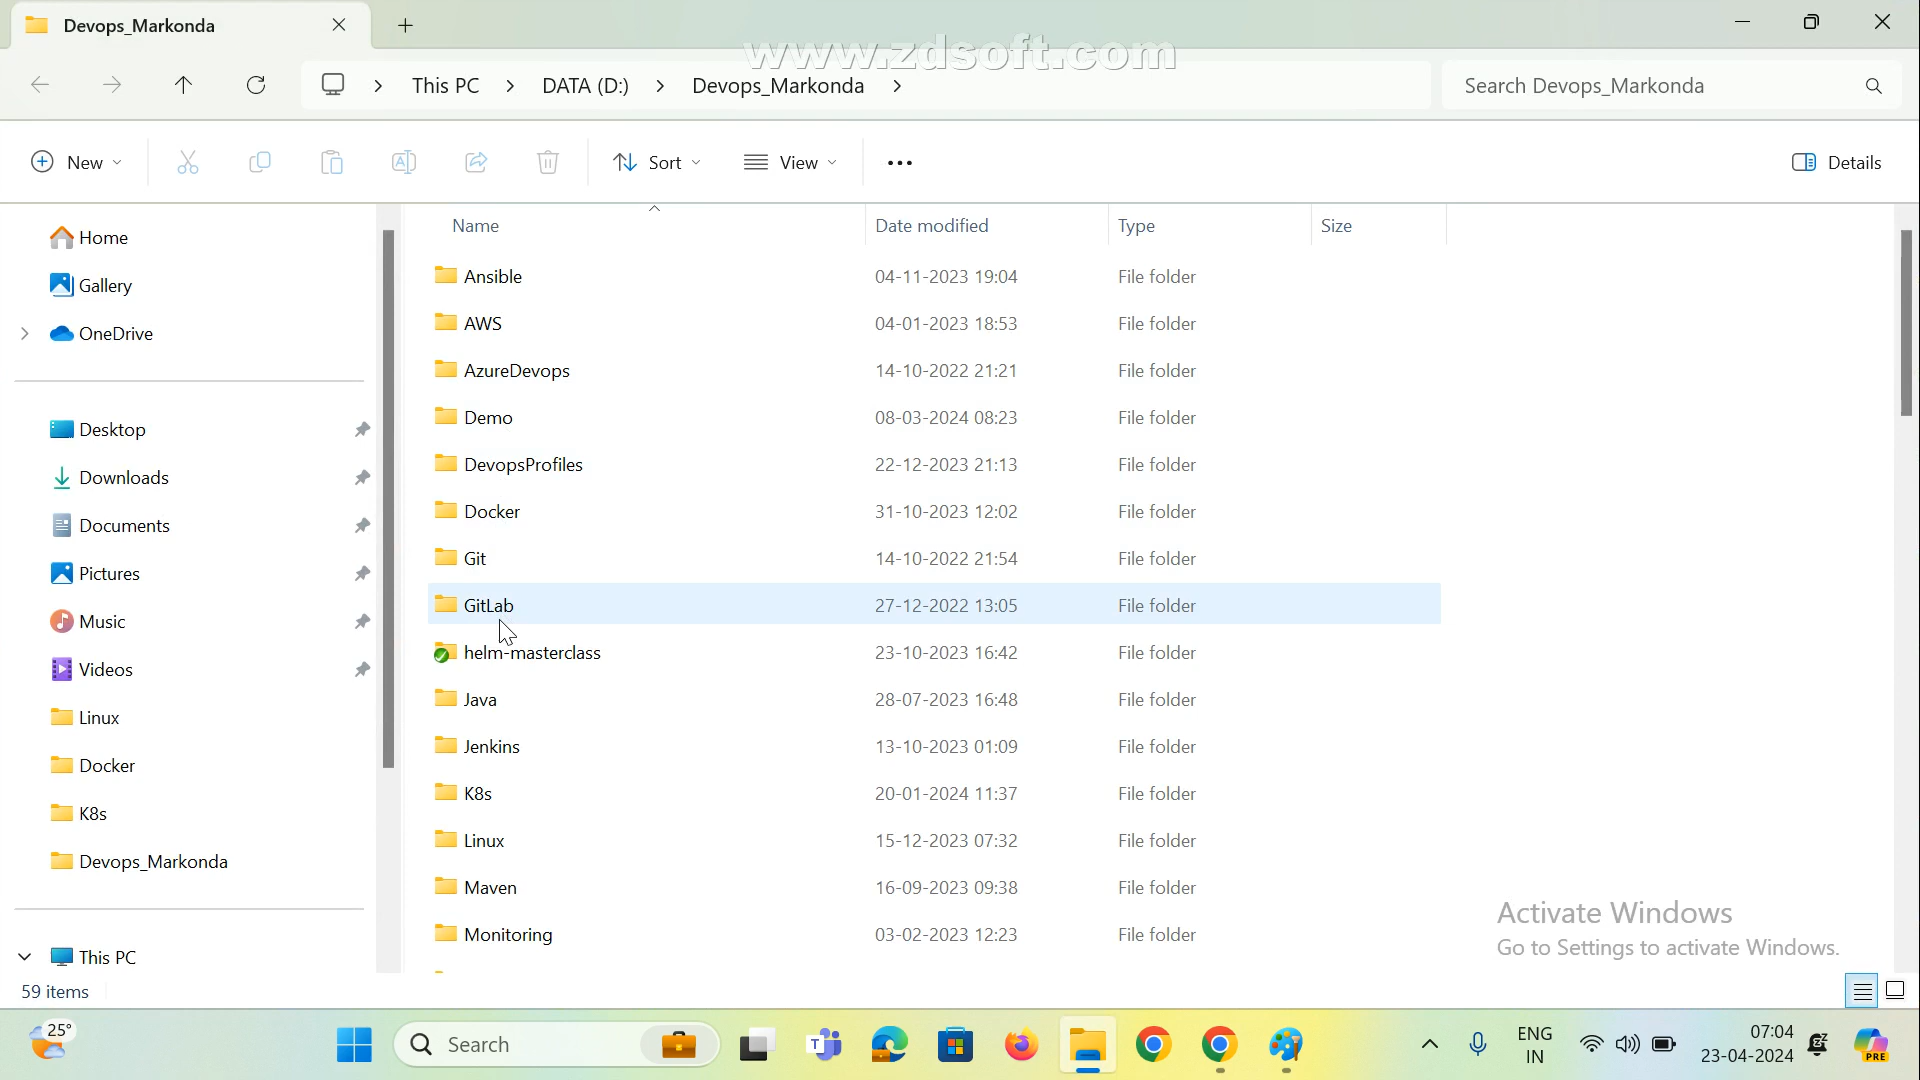 Devops_Markonda
www.zdsoft.com
This PC > DATA (D:) > Devops_Markonda >
Search Devops_Markonda
New
Sort
View
Details
Home
Gallery
OneDrive
Desktop
Downloads
Documents
Pictures
Music
Videos
Linux
Docker
K8s
Devops_Markonda
This PC
Name Date modified Type Size
Ansible 04-11-2023 19:04 File folder
AWS 04-01-2023 18:53 File folder
AzureDevops 14-10-2022 21:21 File folder
Demo 08-03-2024 08:23 File folder
DevopsProfiles 22-12-2023 21:13 File folder
Docker 31-10-2023 12:02 File folder
Git 14-10-2022 21:54 File folder
GitLab 27-12-2022 13:05 File folder
helm-masterclass 23-10-2023 16:42 File folder
Java 28-07-2023 16:48 File folder
Jenkins 13-10-2023 01:09 File folder
K8s 20-01-2024 11:37 File folder
Linux 15-12-2023 07:32 File folder
Maven 16-09-2023 09:38 File folder
Monitoring 03-02-2023 12:23 File folder
Activate Windows
Go to Settings to activate Windows.
59 items
25°
Search
ENG
IN
07:04
23-04-2024
PRE